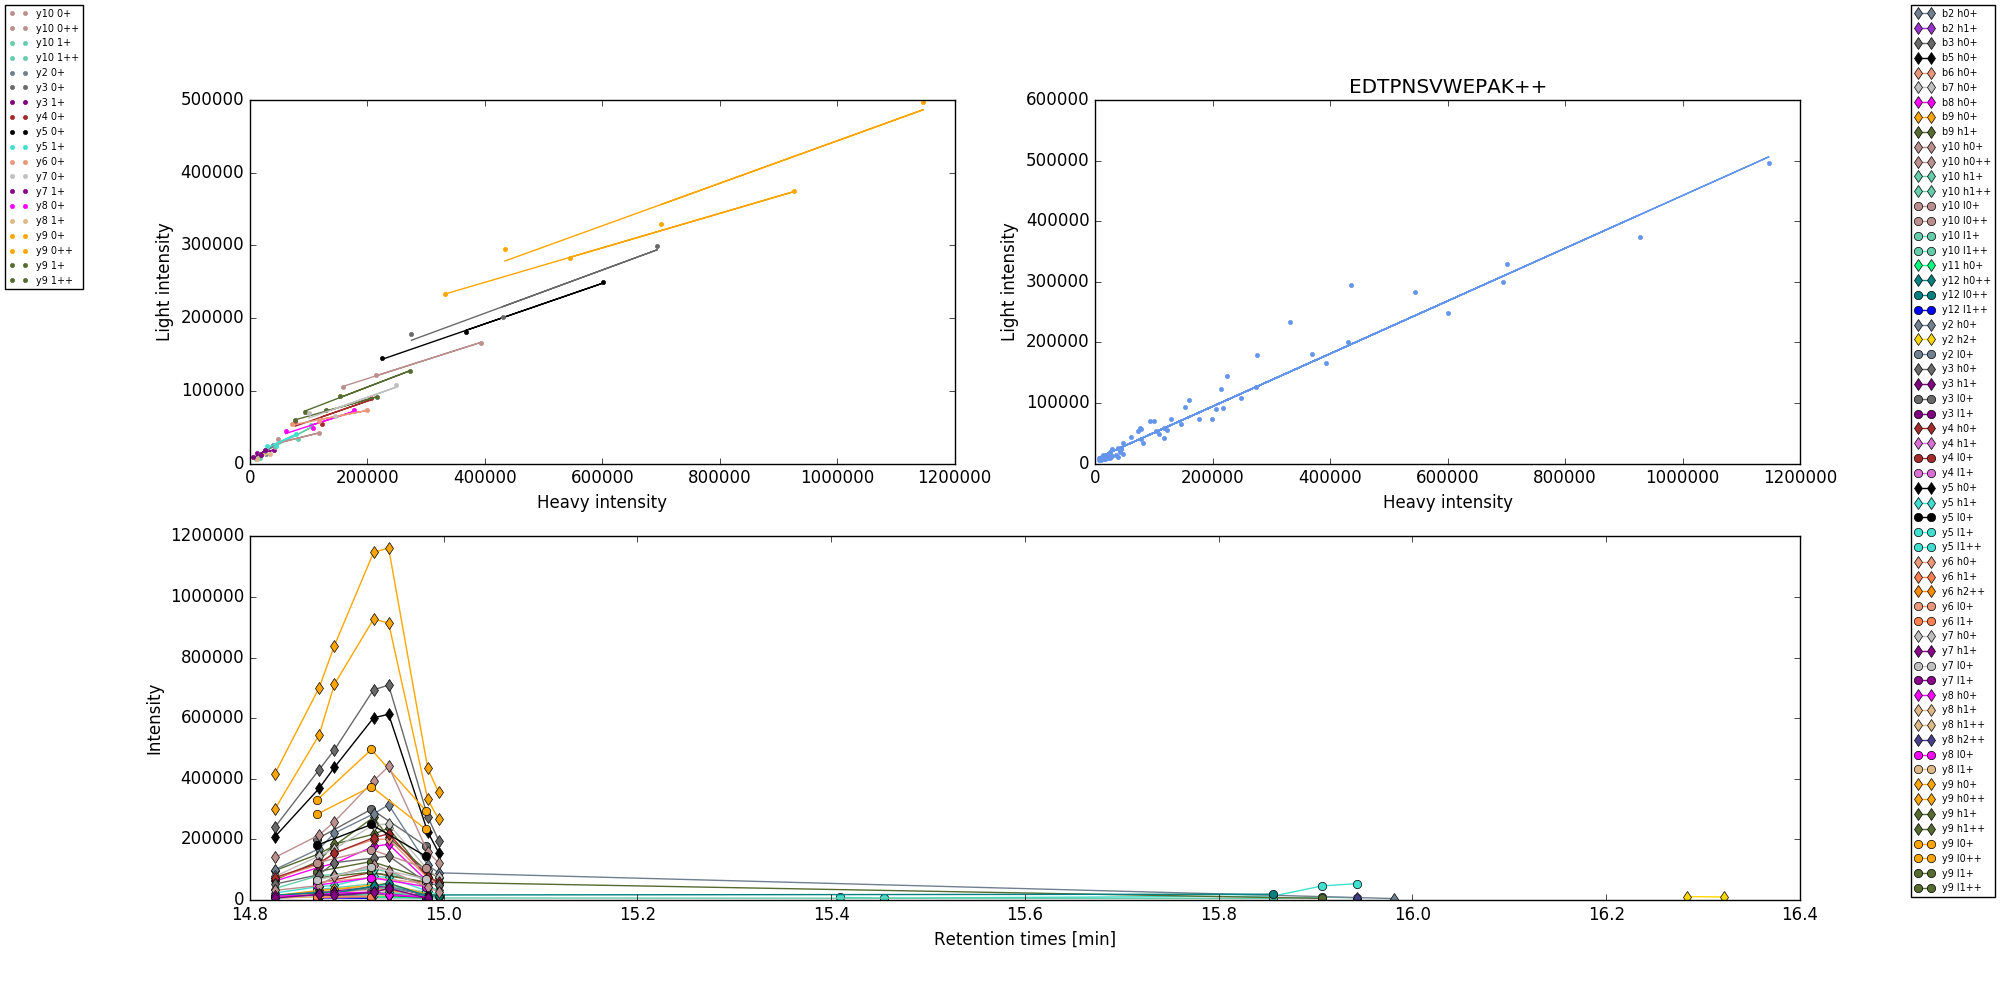 y10 0+
y10 0++
y10 1+
y10 1++
y2 0+
y3 0+
y3 1+
y4 0+
y5 0+
y5 1+
y6 0+
y7 0+
y7 1+
y8 0+
y8 1+
y9 0+
y9 0++
y9 1+
y9 1++
500000
400000
300000
200000
100000
0
Light intensity
0
200000
400000
600000
800000
1000000
1200000
Heavy intensity
EDTPNSVWEPAK++
600000
500000
400000
300000
200000
100000
0
Light intensity
0
200000
400000
600000
800000
1000000
1200000
Heavy intensity
1200000
1000000
800000
600000
400000
200000
0
Intensity
14.8
15.0
15.2
15.4
15.6
15.8
16.0
16.2
16.4
Retention times [min]
b2 h0+
b2 h1+
b3 h0+
b5 h0+
b6 h0+
b7 h0+
b8 h0+
b9 h0+
b9 h1+
y10 h0+
y10 h0++
y10 h1+
y10 h1++
y10 l0+
y10 l0++
y10 l1+
y10 l1++
y11 h0+
y12 h0++
y12 l0++
y12 l1++
y2 h0+
y2 h2+
y2 l0+
y3 h0+
y3 h1+
y3 l0+
y3 l1+
y4 h0+
y4 h1+
y4 l0+
y4 l1+
y5 h0+
y5 h1+
y5 l0+
y5 l1+
y5 l1++
y6 h0+
y6 h1+
y6 h2++
y6 l0+
y6 l1+
y7 h0+
y7 h1+
y7 l0+
y7 l1+
y8 h0+
y8 h1+
y8 h1++
y8 h2++
y8 l0+
y8 l1+
y9 h0+
y9 h0++
y9 h1+
y9 h1++
y9 l0+
y9 l0++
y9 l1+
y9 l1++